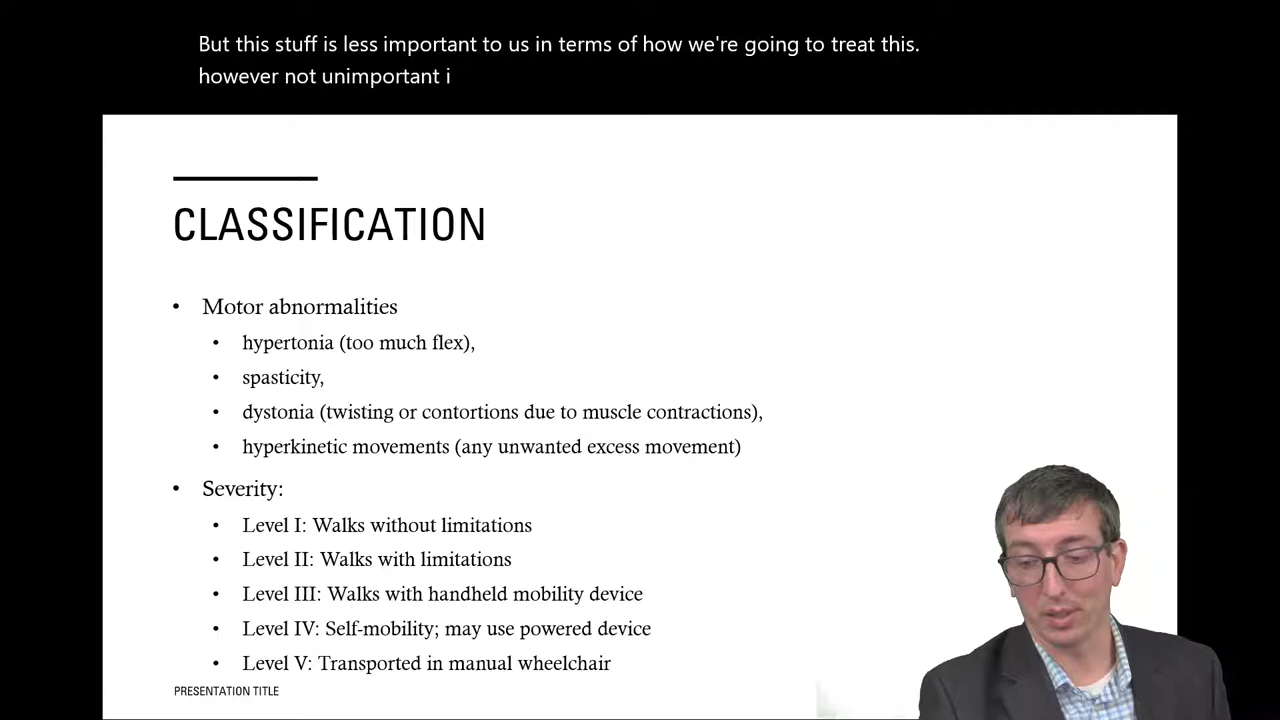 But this stuff is less important to us in terms of how we're going to treat this.
however not unimportant i
CLASSIFICATION
• Motor abnormalities
• hypertonia (too much flex),
• spasticity,
• dystonia (twisting or contortions due to muscle contractions),
• hyperkinetic movements (any unwanted excess movement)
• Severity:
• Level I: Walks without limitations
• Level II: Walks with limitations
• Level III: Walks with handheld mobility device
• Level IV: Self-mobility; may use powered device
• Level V: Transported in manual wheelchair
PRESENTATION TITLE